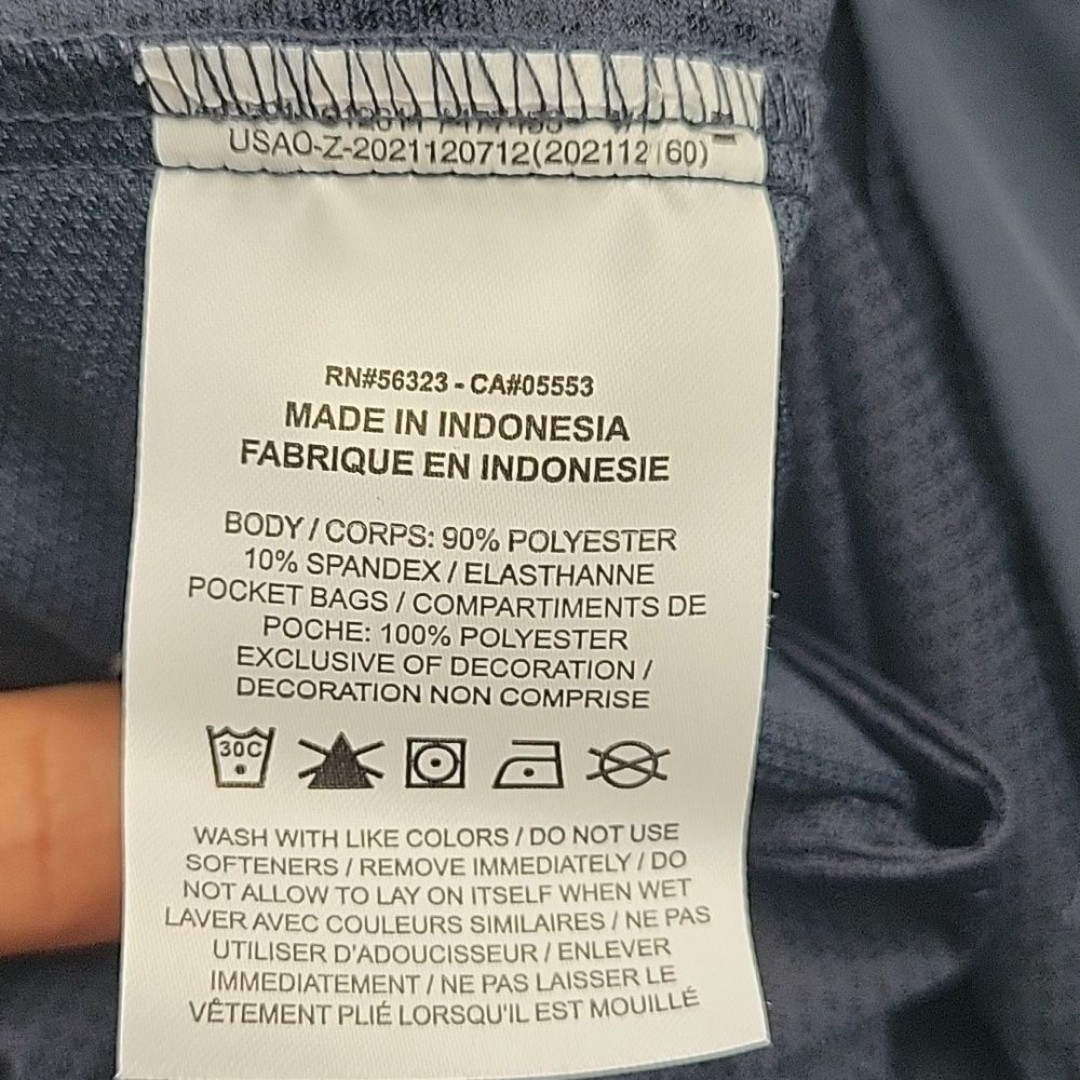 USAO-Z-2021120712(202112 60)
RN#56323 - CA#05553
MADE IN INDONESIA
FABRIQUE EN INDONESIE
BODY / CORPS: 90% POLYESTER
10% SPANDEX / ELASTHANNE
POCKET BAGS / COMPARTIMENTS DE
POCHE: 100% POLYESTER
EXCLUSIVE OF DECORATION /
DECORATION NON COMPRISE
30C
WASH WITH LIKE COLORS / DO NOT USE
SOFTENERS / REMOVE IMMEDIATELY / DO
NOT ALLOW TO LAY ON ITSELF WHEN WET
LAVER AVEC COULEURS SIMILAIRES / NE PAS
UTILISER D'ADOUCISSEUR / ENLEVER
IMMEDIATEMENT / NE PAS LAISSER LE
VÊTEMENT PLIÉ LORSQU'IL EST MOUILLÉ